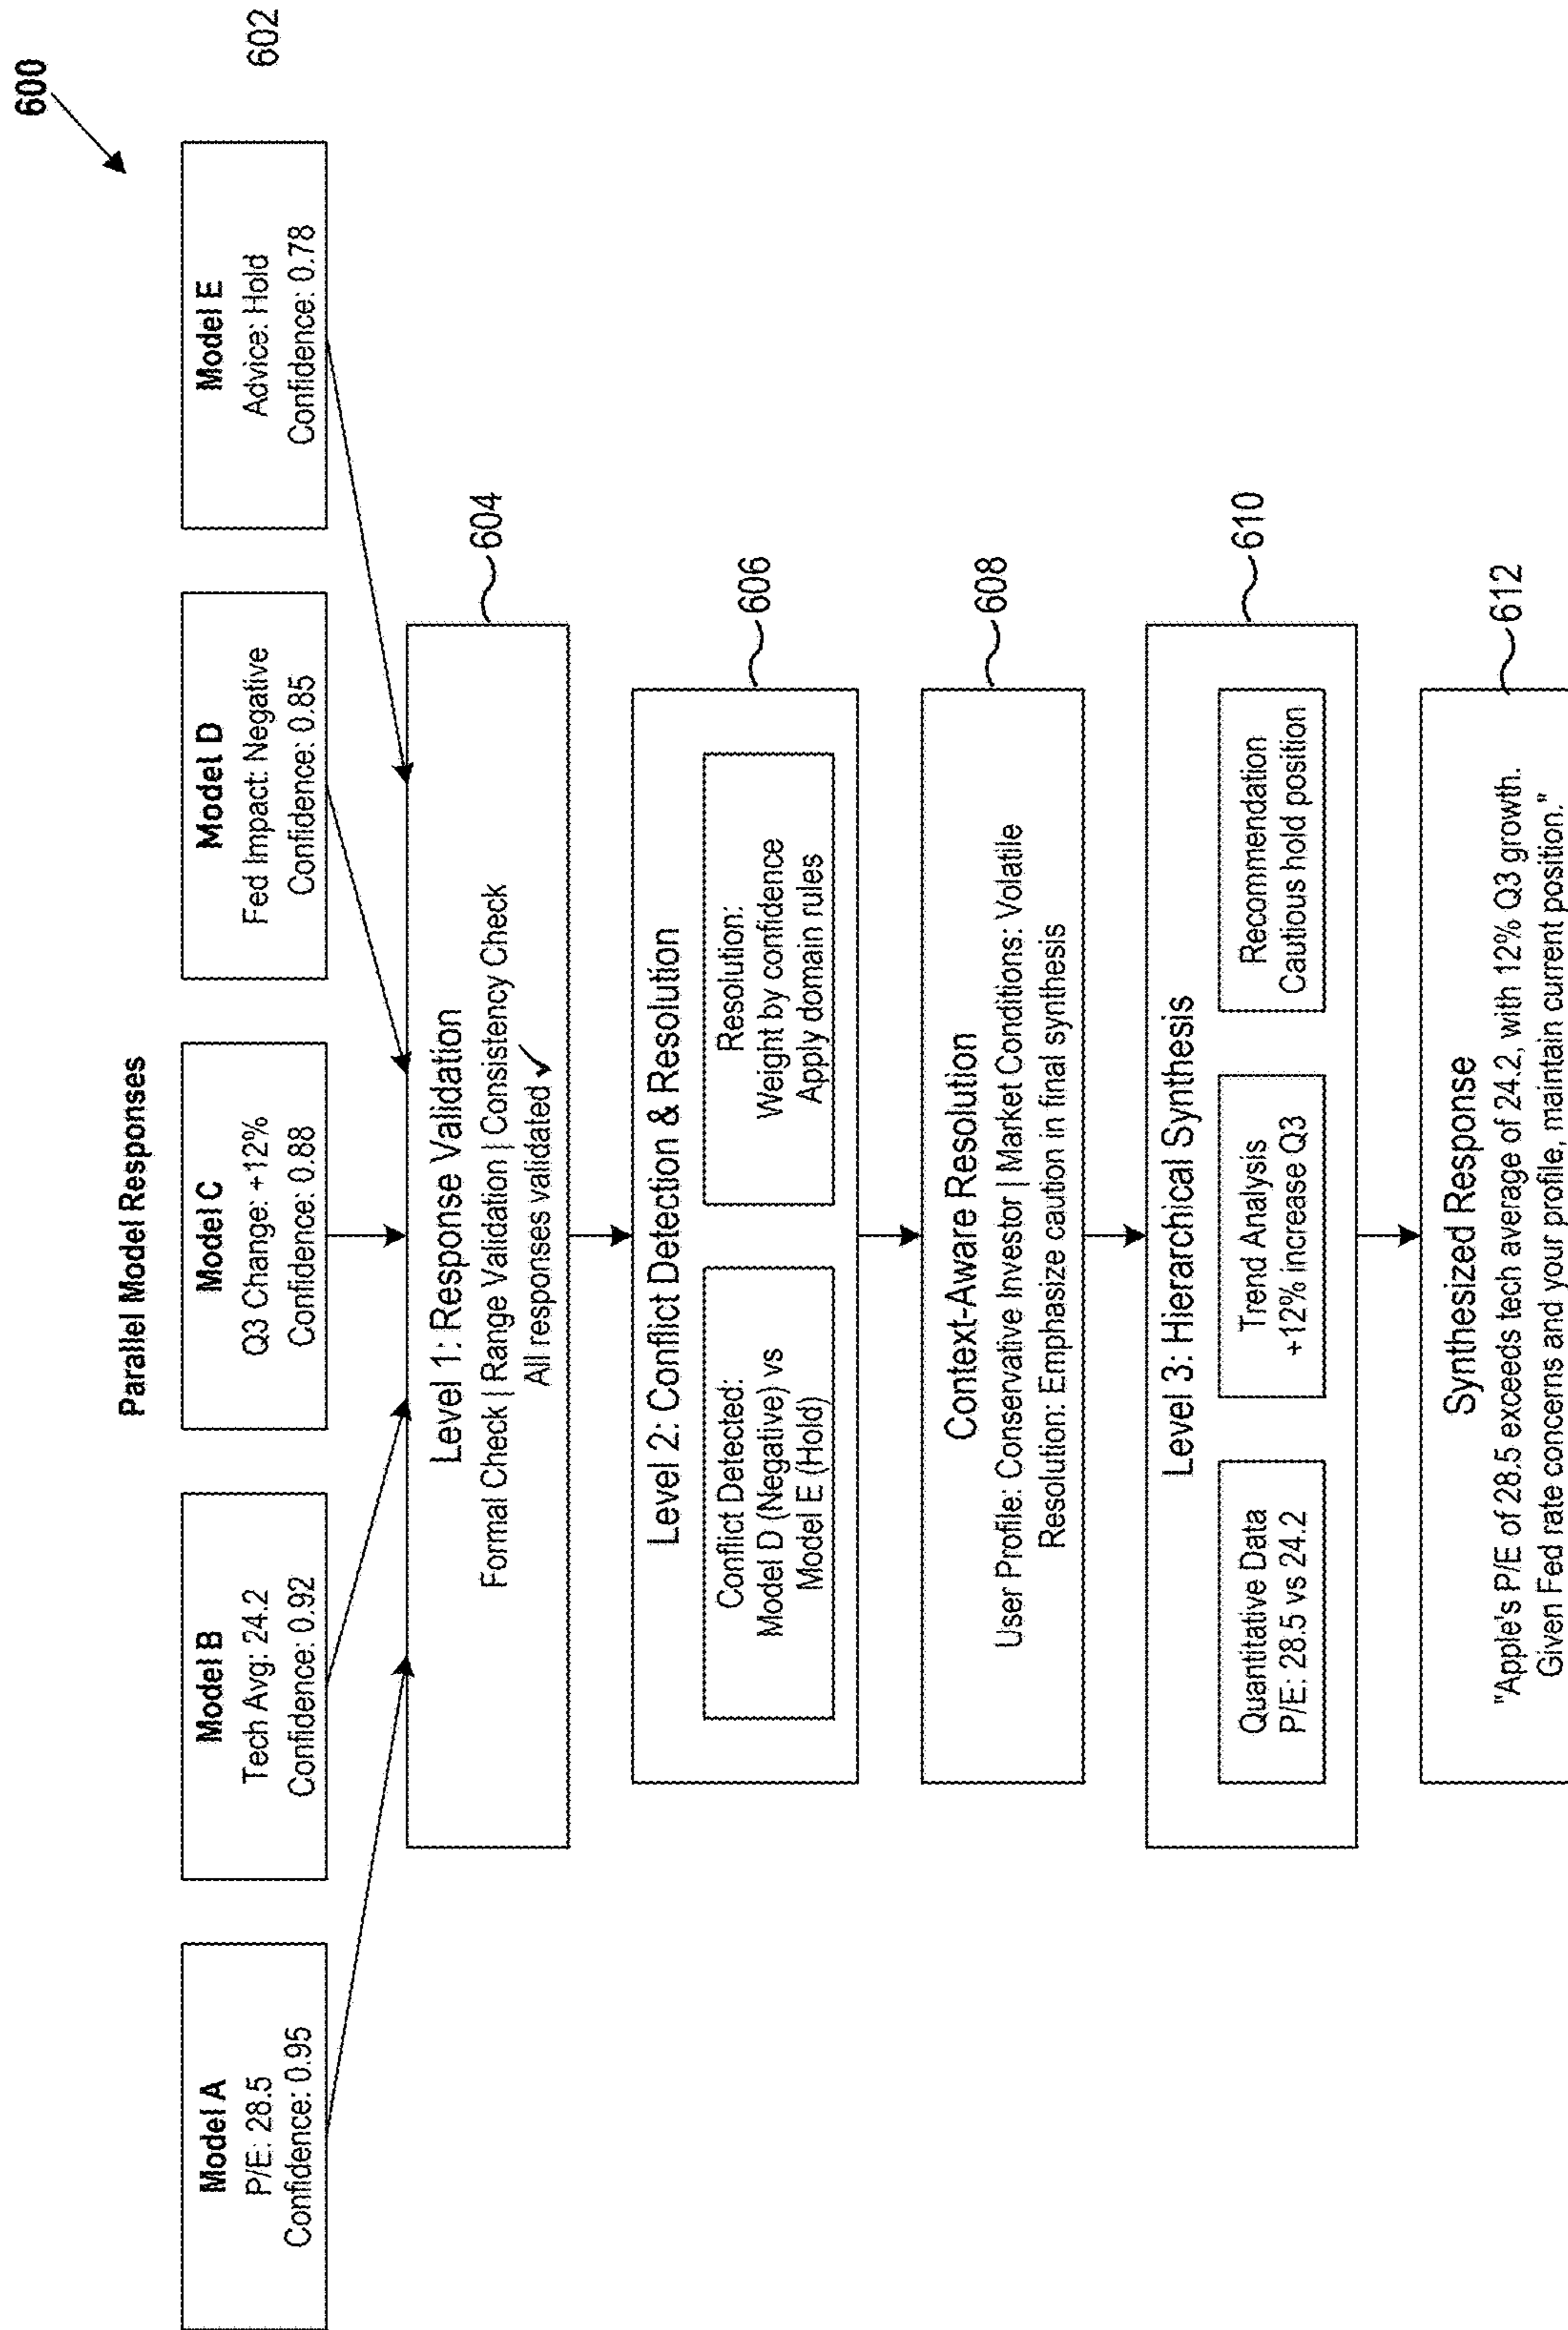 600
Parallel Model Responses
602
Model A
P/E: 28.5
Confidence: 0.95
Model B
Tech Avg: 24.2
Confidence: 0.92
Model C
Q3 Change: +12%
Confidence: 0.88
Model D
Fed Impact: Negative
Confidence: 0.85
Model E
Advice: Hold
Confidence: 0.78
Level 1: Response Validation
Formal Check | Range Validation | Consistency Check
All responses validated ✓
604
Level 2: Conflict Detection & Resolution
Conflict Detected:
Model D (Negative) vs
Model E (Hold)
Resolution:
Weight by confidence
Apply domain rules
606
Context-Aware Resolution
User Profile: Conservative Investor | Market Conditions: Volatile
Resolution: Emphasize caution in final synthesis
608
Level 3: Hierarchical Synthesis
Quantitative Data
P/E: 28.5 vs 24.2
Trend Analysis
+12% increase Q3
Recommendation
Cautious hold position
610
Synthesized Response
"Apple's P/E of 28.5 exceeds tech average of 24.2, with 12% Q3 growth.
Given Fed rate concerns and your profile, maintain current position."
612